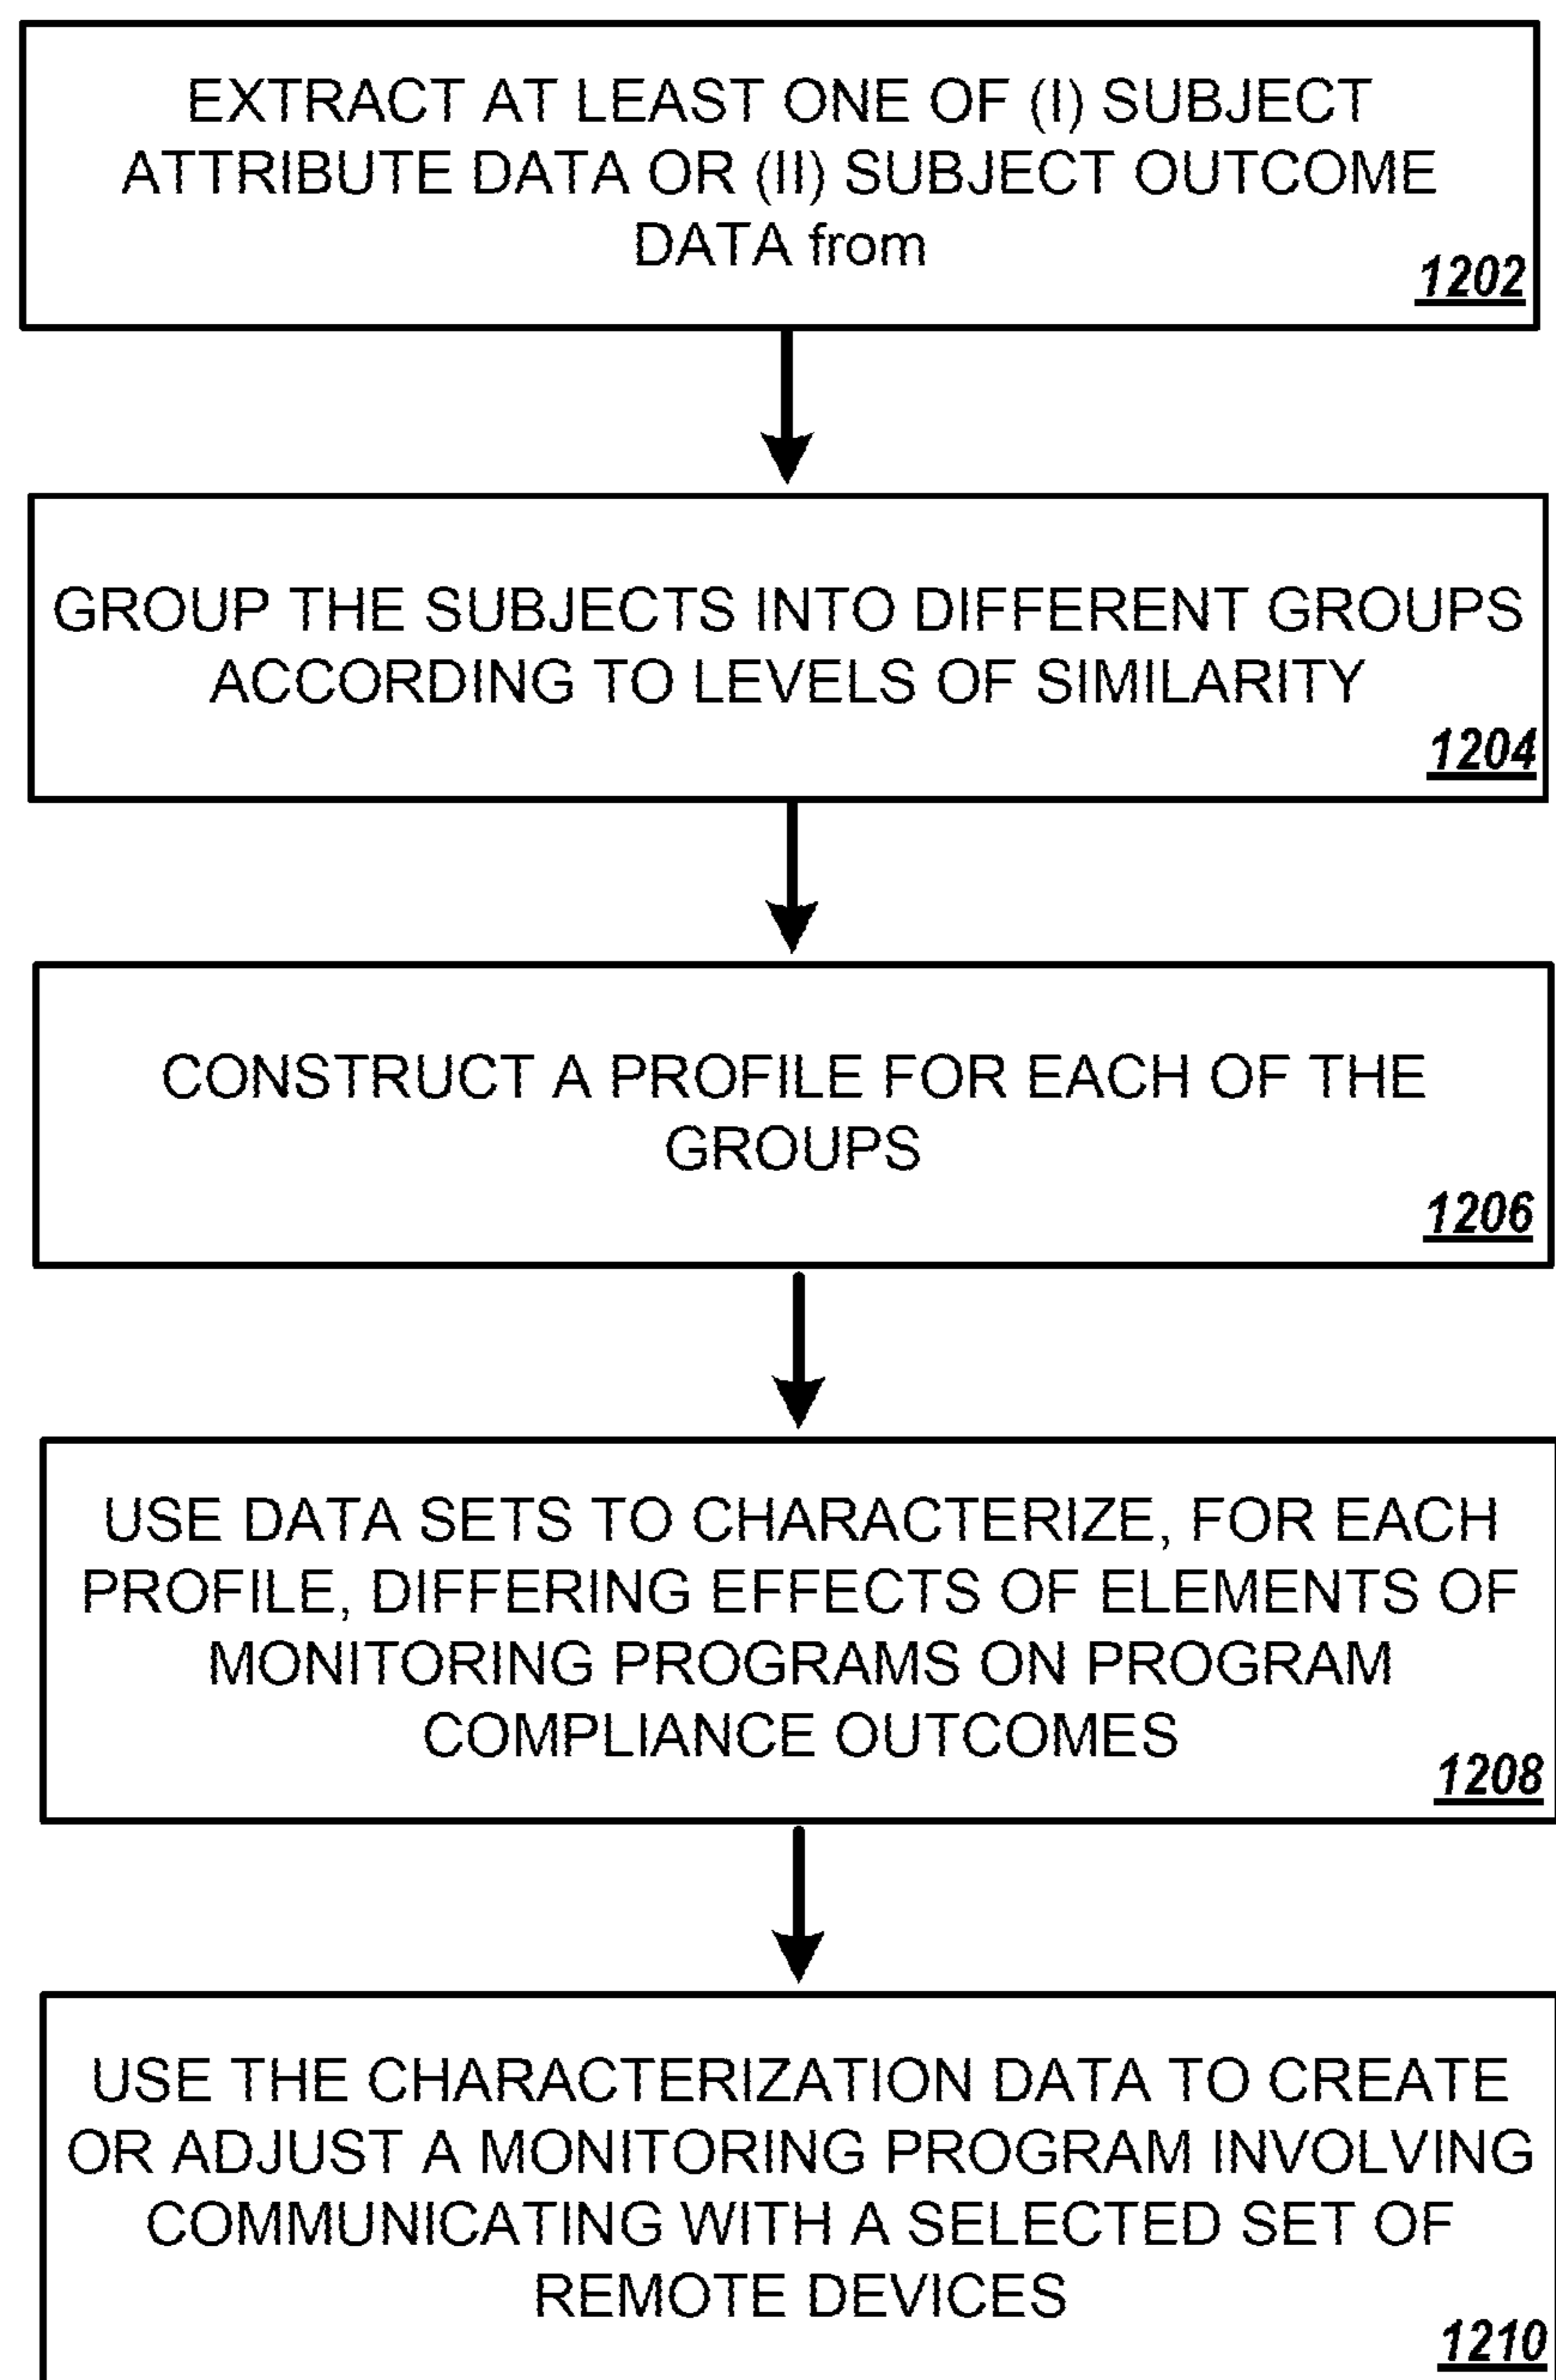 EXTRACT AT LEAST ONE OF (I) SUBJECT
ATTRIBUTE DATA OR (II) SUBJECT OUTCOME
DATA from
1202
GROUP THE SUBJECTS INTO DIFFERENT GROUPS
ACCORDING TO LEVELS OF SIMILARITY
1204
CONSTRUCT A PROFILE FOR EACH OF THE
GROUPS
1206
USE DATA SETS TO CHARACTERIZE, FOR EACH
PROFILE, DIFFERING EFFECTS OF ELEMENTS OF
MONITORING PROGRAMS ON PROGRAM
COMPLIANCE OUTCOMES
1208
USE THE CHARACTERIZATION DATA TO CREATE
OR ADJUST A MONITORING PROGRAM INVOLVING
COMMUNICATING WITH A SELECTED SET OF
REMOTE DEVICES
1210